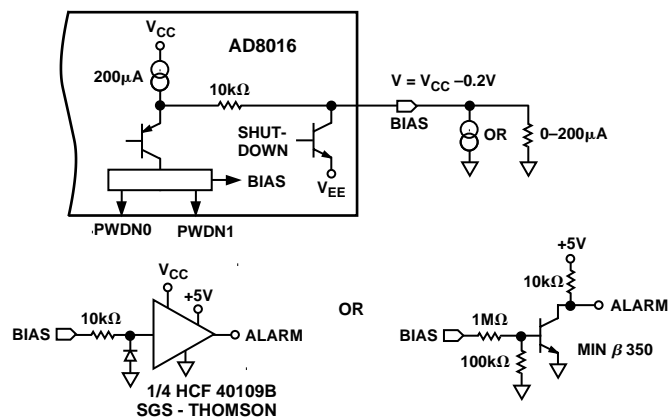 AD8016
VCC
200μA
10kΩ
V = VCC –0.2V
BIAS
OR
0–200μA
SHUT-
DOWN
VEE
BIAS
PWDN0
PWDN1
VCC
10kΩ
+5V
BIAS
ALARM
1/4 HCF 40109B
SGS - THOMSON
OR
+5V
10kΩ
ALARM
1MΩ
BIAS
100kΩ
MIN β 350